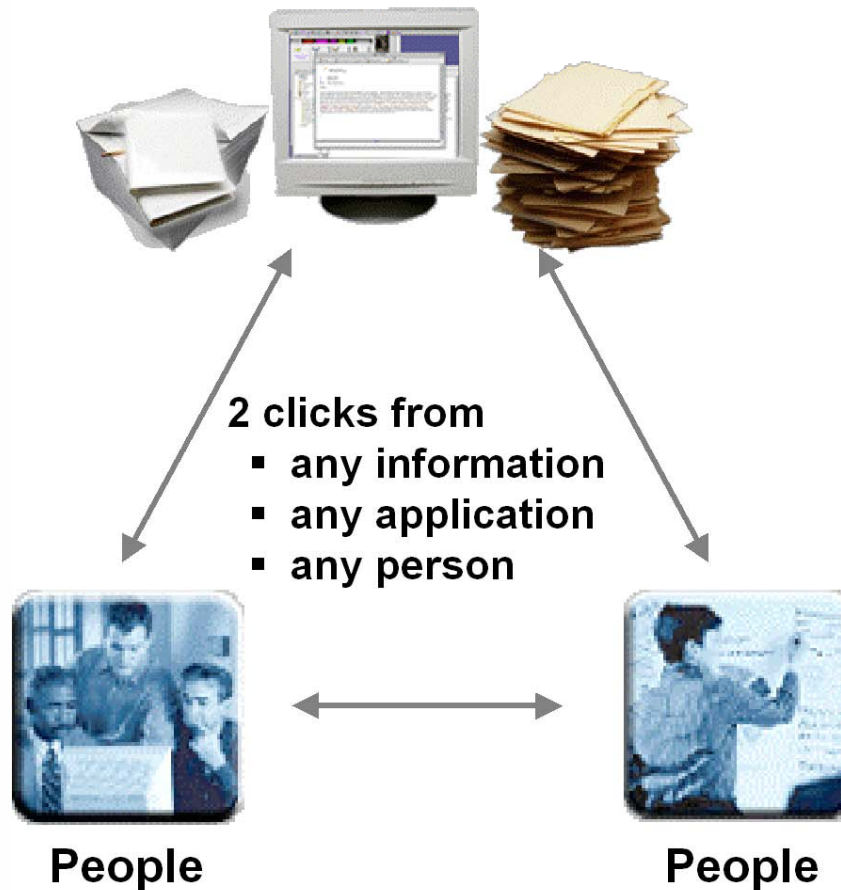 2 clicks from
▪ any information
▪ any application
▪ any person
People
People